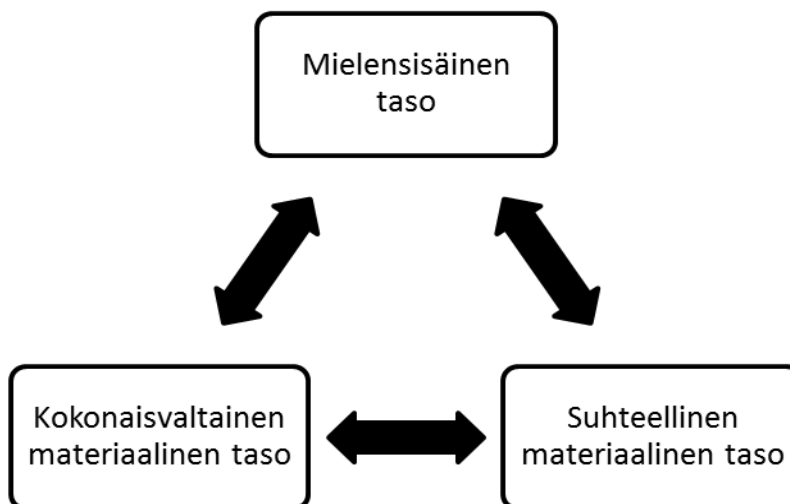 Mielensisäinen
taso
Kokonaisvaltainen
materiaalinen taso
Suhteellinen
materiaalinen taso